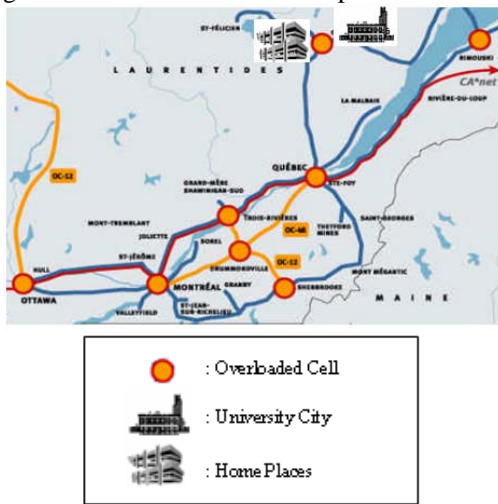 ST-FÉLICIEN
LAURENTIDES
RIMOUSKI
CA*net
RIVIÈRE-DU-LOUP
LA MALBAIE
OC-12
QUÉBEC
STE-FOY
GRAND-MÈRE
SHAWINIGAN-SUD
TROIS-RIVIÈRES
SAINT-GEORGES
MONT-TREMBLANT
JOLIETTE
OC-48
THETFORD
MINES
ST-JÉRÔME
SOREL
DRUMMONDVILLE
MONT MÉGANTIC
HULL
OC-12
OTTAWA
MONTRÉAL
GRANBY
SHERBROOKE
MAINE
VALLEYFIELD
ST-JEAN-
SUR-RICHELIEU
: Overloaded Cell
: University City
: Home Places